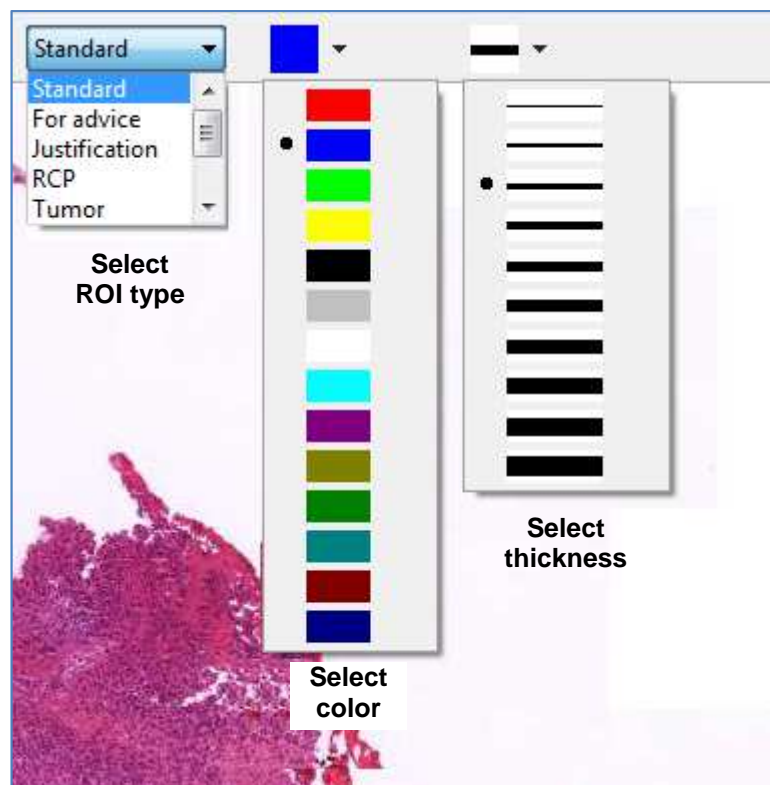 Standard
Standard
For advice
Justification
RCP
Tumor
Select
ROI type
Select
thickness
Select
color